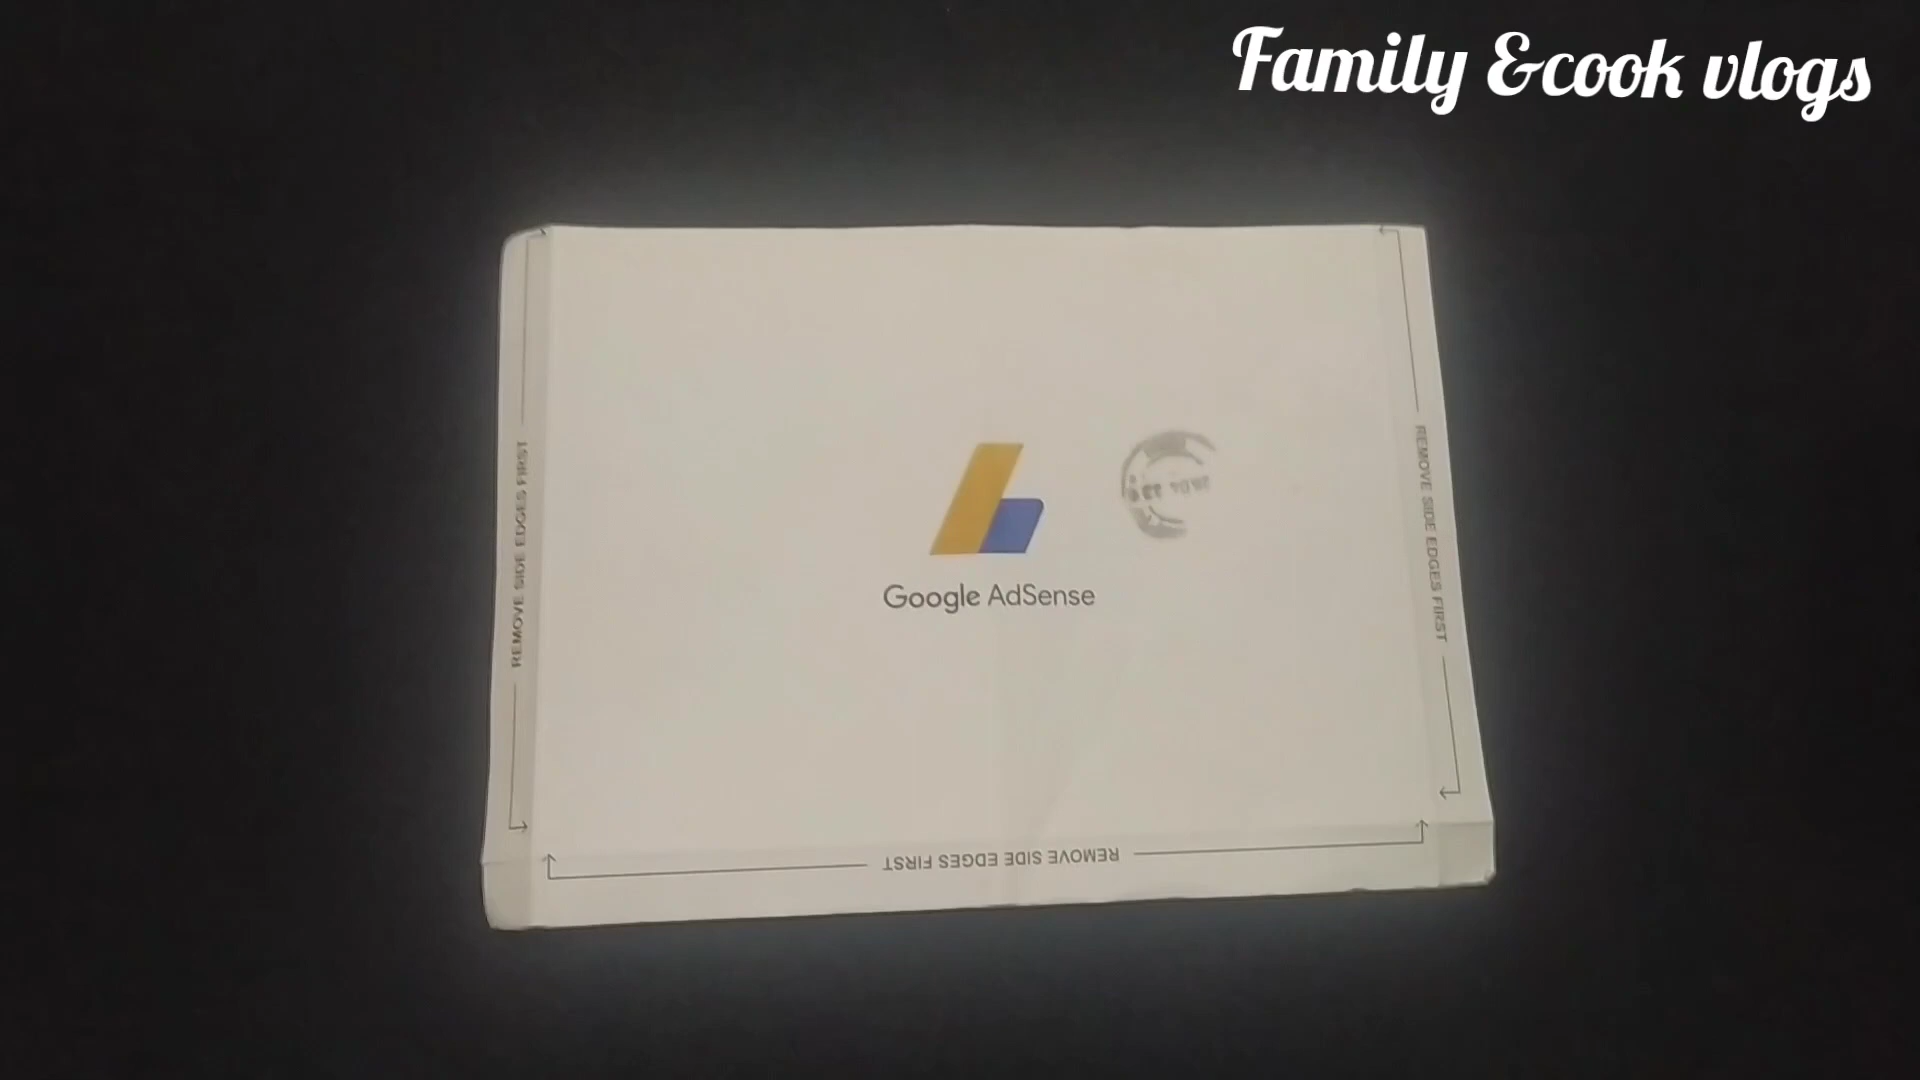 Family &cook vlogs
REMOVE SIDE EDGES FIRST
REMOVE SIDE EDGES FIRST
Google AdSense
REMOVE SIDE EDGES FIRST